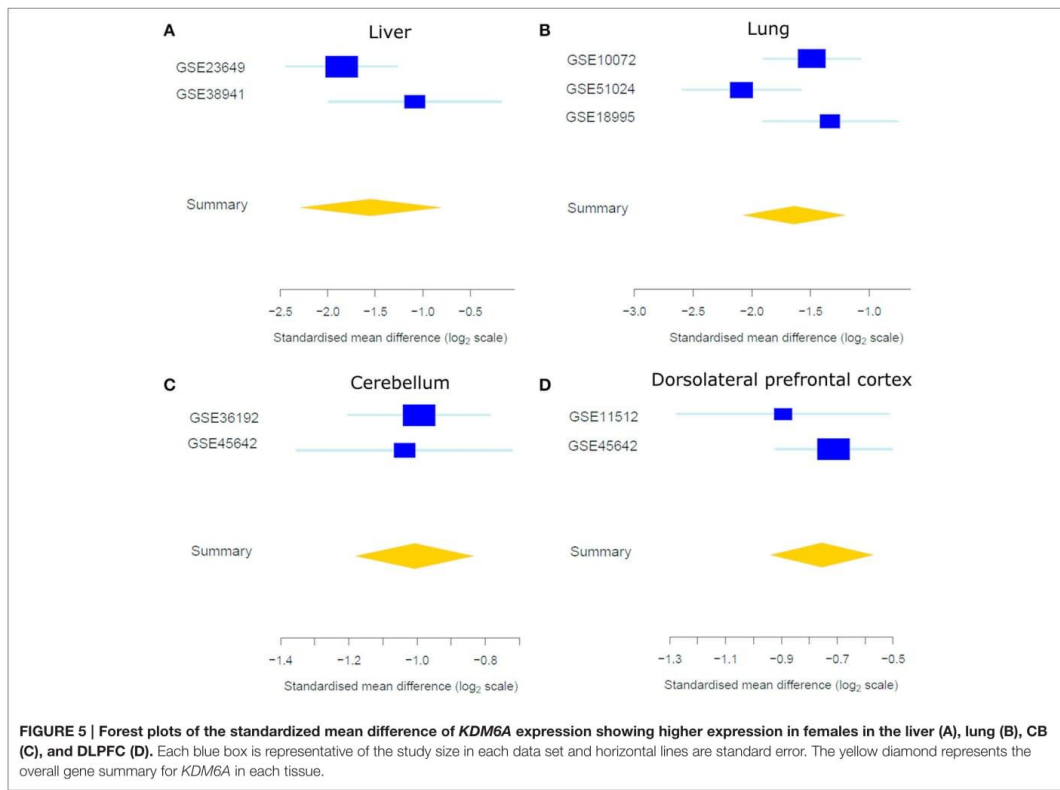 A
Liver
GSE23649
GSE38941
Summary
−2.5 −2.0 −1.5 −1.0 −0.5
Standardised mean difference (log₂ scale)
B
Lung
GSE10072
GSE51024
GSE18995
Summary
−3.0 −2.5 −2.0 −1.5 −1.0
Standardised mean difference (log₂ scale)
C
Cerebellum
GSE36192
GSE45642
Summary
−1.4 −1.2 −1.0 −0.8
Standardised mean difference (log₂ scale)
D
Dorsolateral prefrontal cortex
GSE11512
GSE45642
Summary
−1.3 −1.1 −0.9 −0.7 −0.5
Standardised mean difference (log₂ scale)
FIGURE 5 | Forest plots of the standardized mean difference of KDM6A expression showing higher expression in females in the liver (A), lung (B), CB
(C), and DLPFC (D). Each blue box is representative of the study size in each data set and horizontal lines are standard error. The yellow diamond represents the
overall gene summary for KDM6A in each tissue.